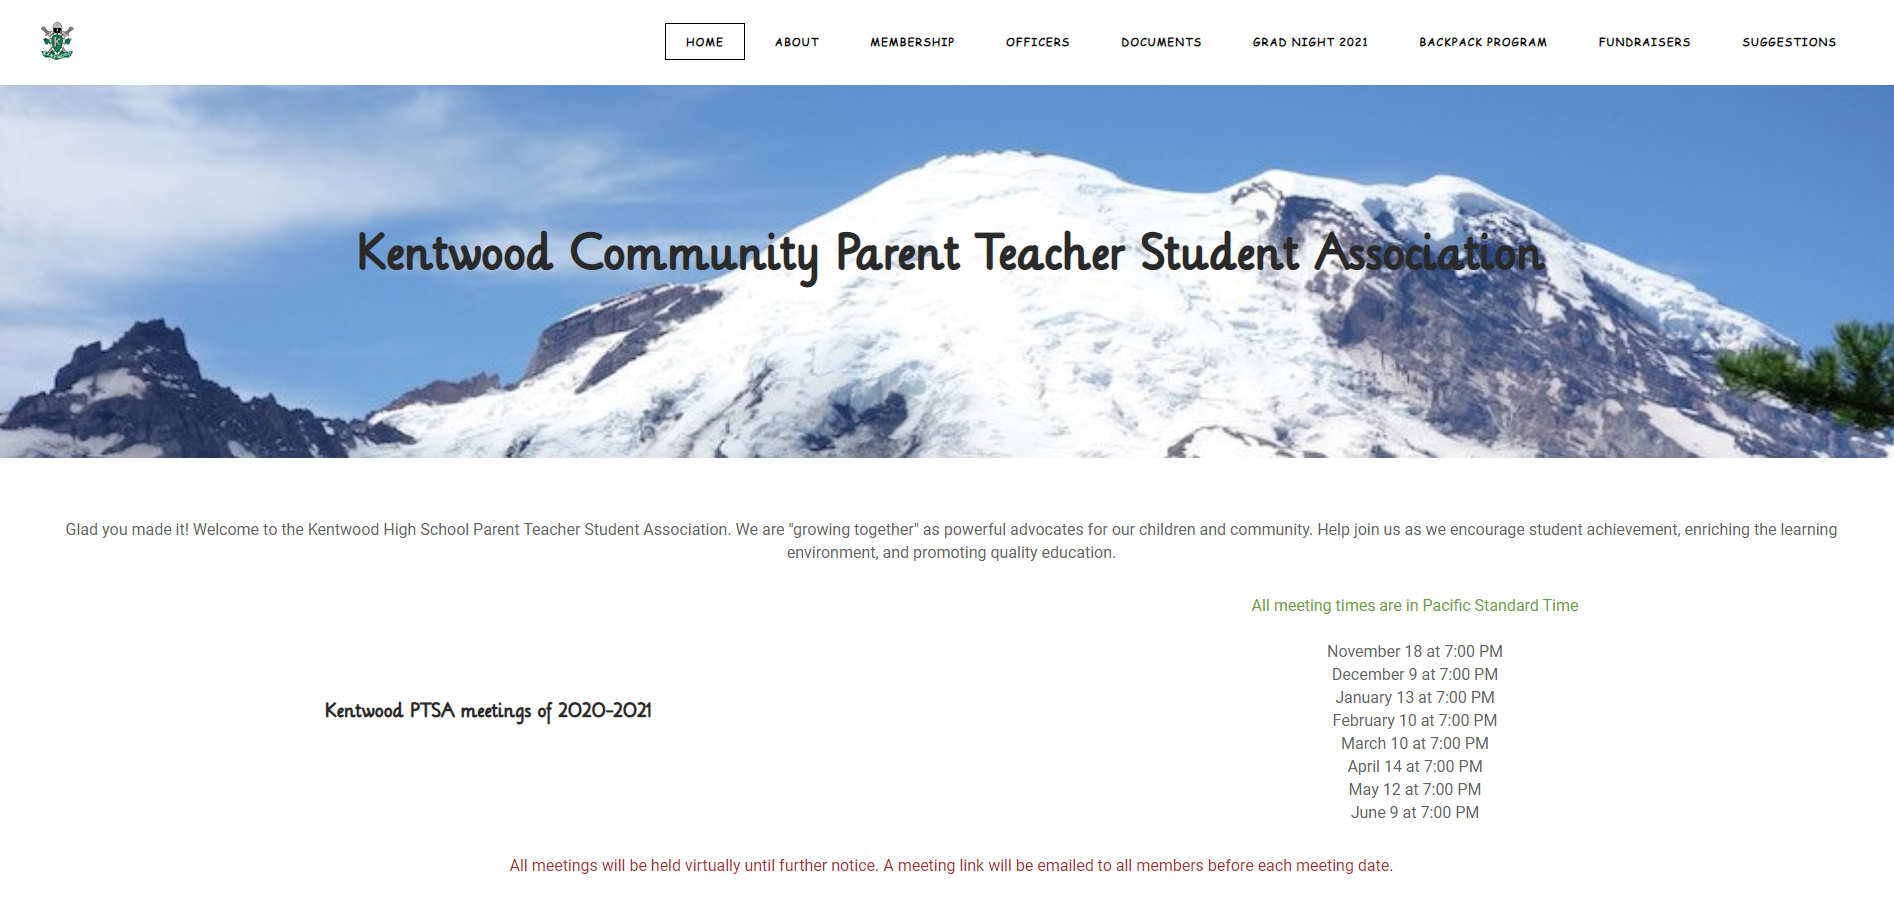 HOME
ABOUT
MEMBERSHIP
OFFICERS
DOCUMENTS
GRAD NIGHT 2021
BACKPACK PROGRAM
FUNDRAISERS
SUGGESTIONS
Kentwood Community Parent Teacher Student Association
Glad you made it! Welcome to the Kentwood High School Parent Teacher Student Association. We are "growing together" as powerful advocates for our children and community. Help join us as we encourage student achievement, enriching the learning
environment, and promoting quality education.
Kentwood PTSA meetings of 2020-2021
All meeting times are in Pacific Standard Time
November 18 at 7:00 PM
December 9 at 7:00 PM
January 13 at 7:00 PM
February 10 at 7:00 PM
March 10 at 7:00 PM
April 14 at 7:00 PM
May 12 at 7:00 PM
June 9 at 7:00 PM
All meetings will be held virtually until further notice. A meeting link will be emailed to all members before each meeting date.